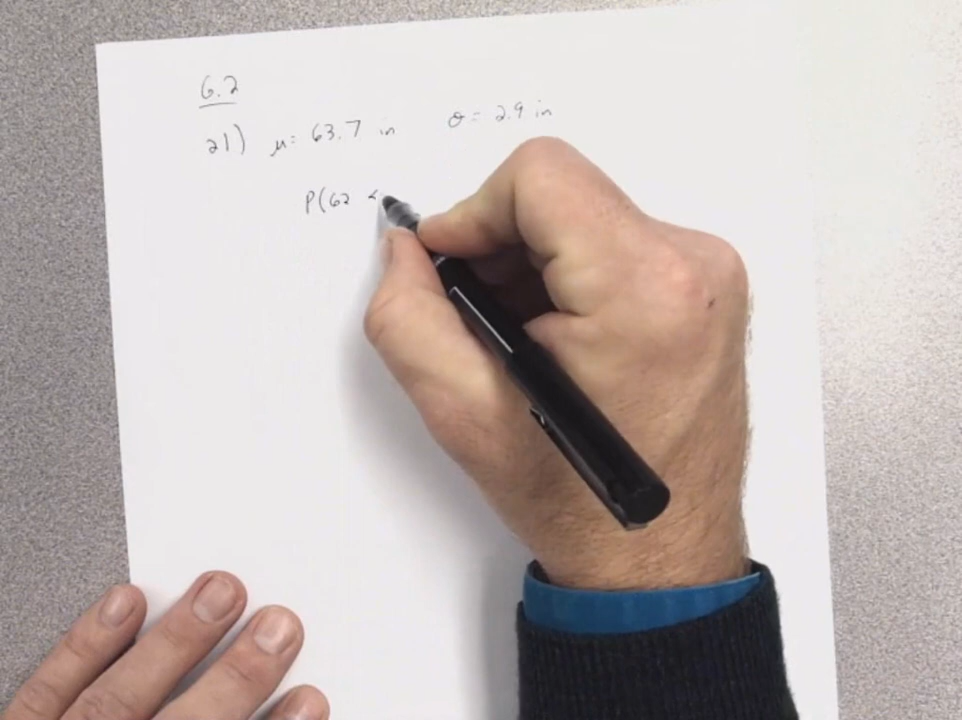 6.2
21) μ = 63.7 in σ = 2.9 in
P(62 <